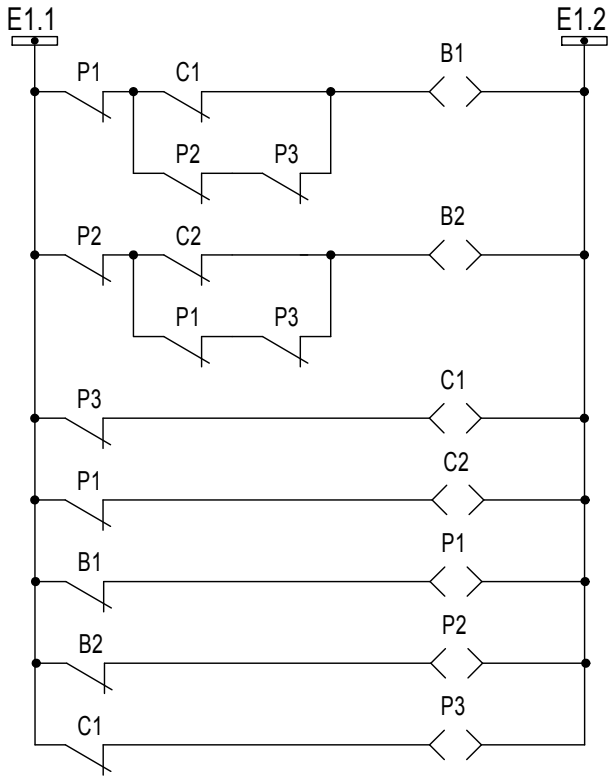 E1.1 E1.2
P1 C1 B1
P2 P3
P2 C2 B2
P1 P3
P3 C1
P1 C2
B1 P1
B2 P2
C1 P3